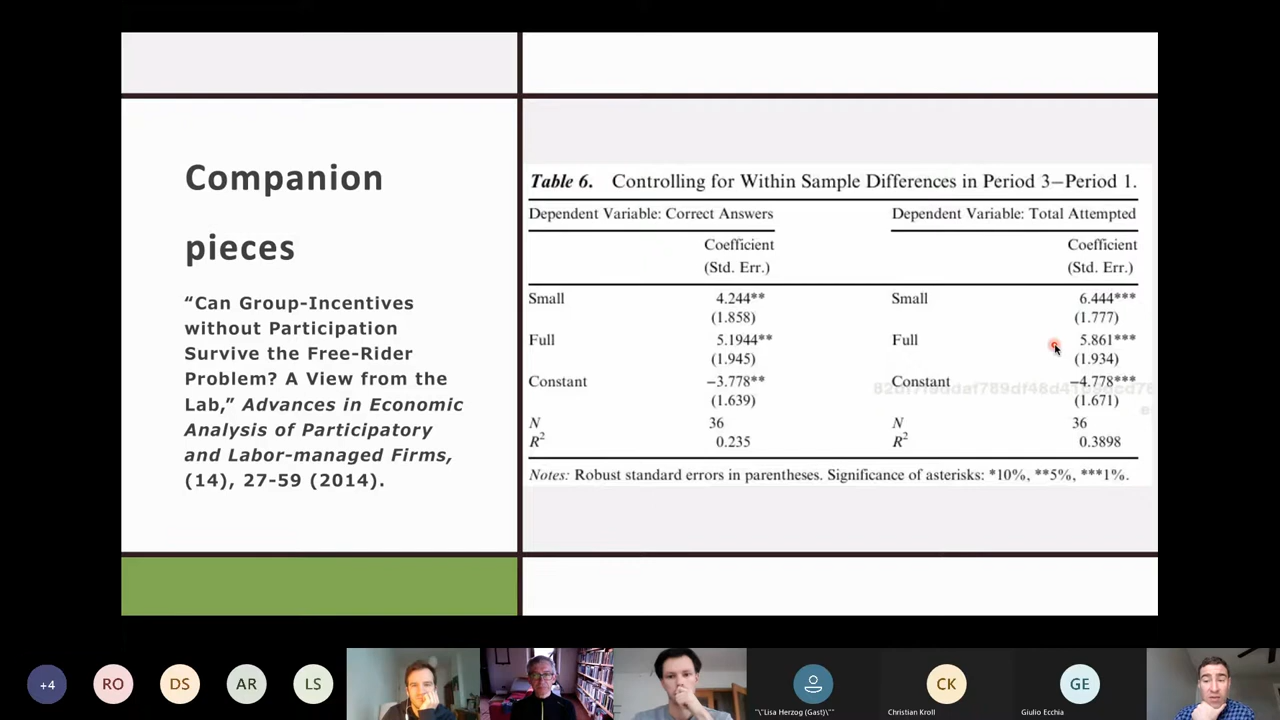 Companion
pieces
“Can Group-Incentives
without Participation
Survive the Free-Rider
Problem? A View from the
Lab,” Advances in Economic
Analysis of Participatory
and Labor-managed Firms,
(14), 27-59 (2014).
Table 6. Controlling for Within Sample Differences in Period 3−Period 1.
Dependent Variable: Correct Answers Dependent Variable: Total Attempted
Coefficient Coefficient
(Std. Err.) (Std. Err.)
Small 4.244** Small 6.444***
(1.858) (1.777)
Full 5.1944** Full 5.861***
(1.945) (1.934)
Constant −3.778** Constant −4.778***
(1.639) (1.671)
N 36 N 36
R² 0.235 R² 0.3898
Notes: Robust standard errors in parentheses. Significance of asterisks: *10%, **5%, ***1%.
+4 RO DS AR LS CK GE
"\"Lisa Herzog (Gast)\"" Christian Kroll Giulio Ecchia